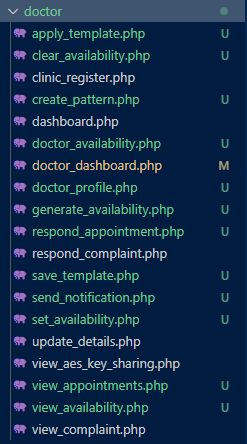 doctor
apply_template.php U
clear_availability.php U
clinic_register.php
create_pattern.php U
dashboard.php
doctor_availability.php U
doctor_dashboard.php M
doctor_profile.php U
generate_availability.php U
respond_appointment.php U
respond_complaint.php
save_template.php U
send_notification.php U
set_availability.php U
update_details.php
view_aes_key_sharing.php
view_appointments.php U
view_availability.php U
view_complaint.php